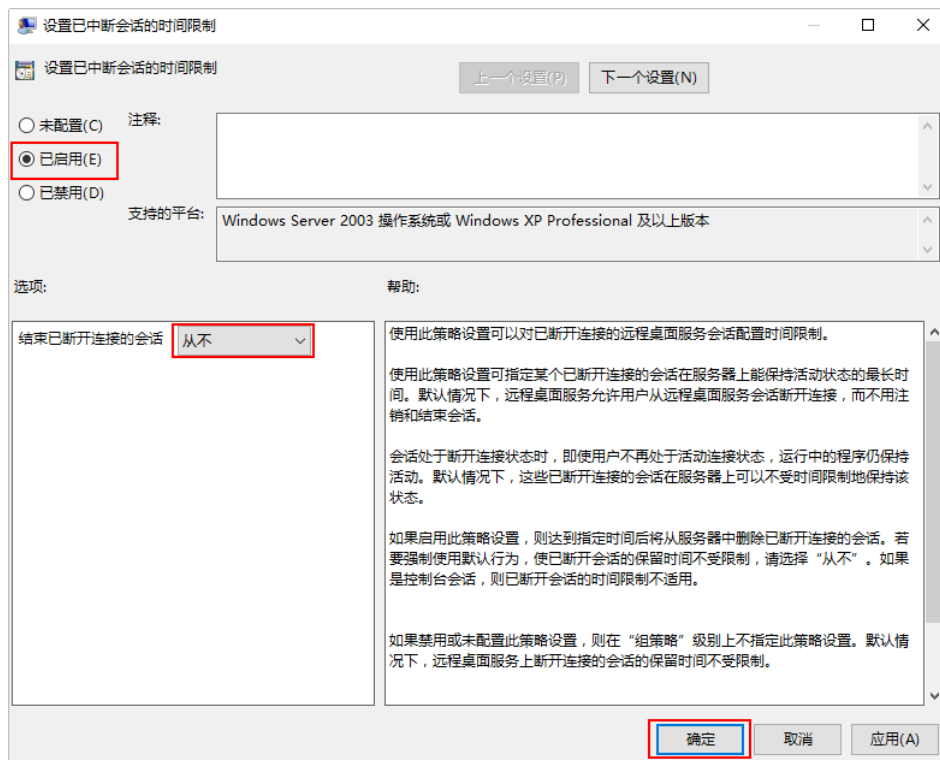 设置已中断会话的时间限制
设置已中断会话的时间限制
上一个设置(P)
下一个设置(N)
未配置(C)
注释:
已启用(E)
已禁用(D)
支持的平台:
Windows Server 2003 操作系统或 Windows XP Professional 及以上版本
选项:
帮助:
结束已断开连接的会话
从不
使用此策略设置可以对已断开连接的远程桌面服务会话配置时间限制。
使用此策略设置可指定某个已断开连接的会话在服务器上能保持活动状态的最长时
间。默认情况下，远程桌面服务允许用户从远程桌面服务会话断开连接，而不用注
销和结束会话。
会话处于断开连接状态时，即使用户不再处于活动连接状态，运行中的程序仍保持
活动。默认情况下，这些已断开连接的会话在服务器上可以不受时间限制地保持该
状态。
如果启用此策略设置，则达到指定时间后将从服务器中删除已断开连接的会话。若
要强制使用默认行为，使已断开会话的保留时间不受限制，请选择“从不”。如果
是控制台会话，则已断开会话的时间限制不适用。
如果禁用或未配置此策略设置，则在“组策略”级别上不指定此策略设置。默认情
况下，远程桌面服务上断开连接的会话的保留时间不受限制。
确定
取消
应用(A)